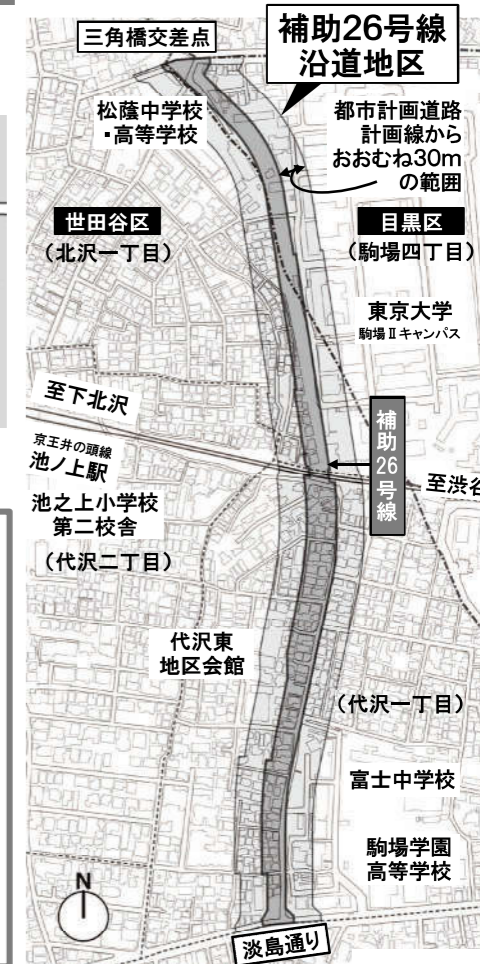 三角橋交差点
補助26号線
沿道地区
松蔭中学校
・高等学校
都市計画道路
計画線から
おおむね30m
の範囲
世田谷区
（北沢一丁目）
目黒区
（駒場四丁目）
東京大学
駒場Ⅱキャンパス
至下北沢
京王井の頭線
池ノ上駅
補助26号線
至渋谷
池之上小学校
第二校舎
（代沢二丁目）
代沢東
地区会館
（代沢一丁目）
富士中学校
駒場学園
高等学校
N
淡島通り